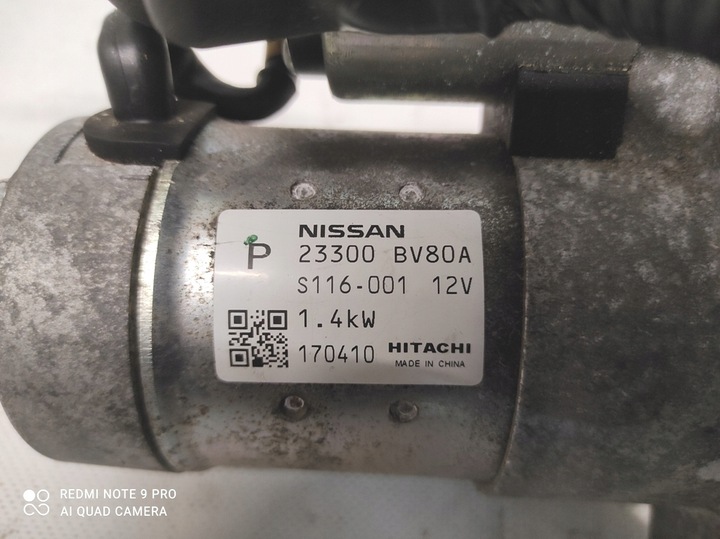 NISSAN
P 23300 BV80A
S116-001 12V
1.4kW
170410 HITACHI
MADE IN CHINA
REDMI NOTE 9 PRO
AI QUAD CAMERA